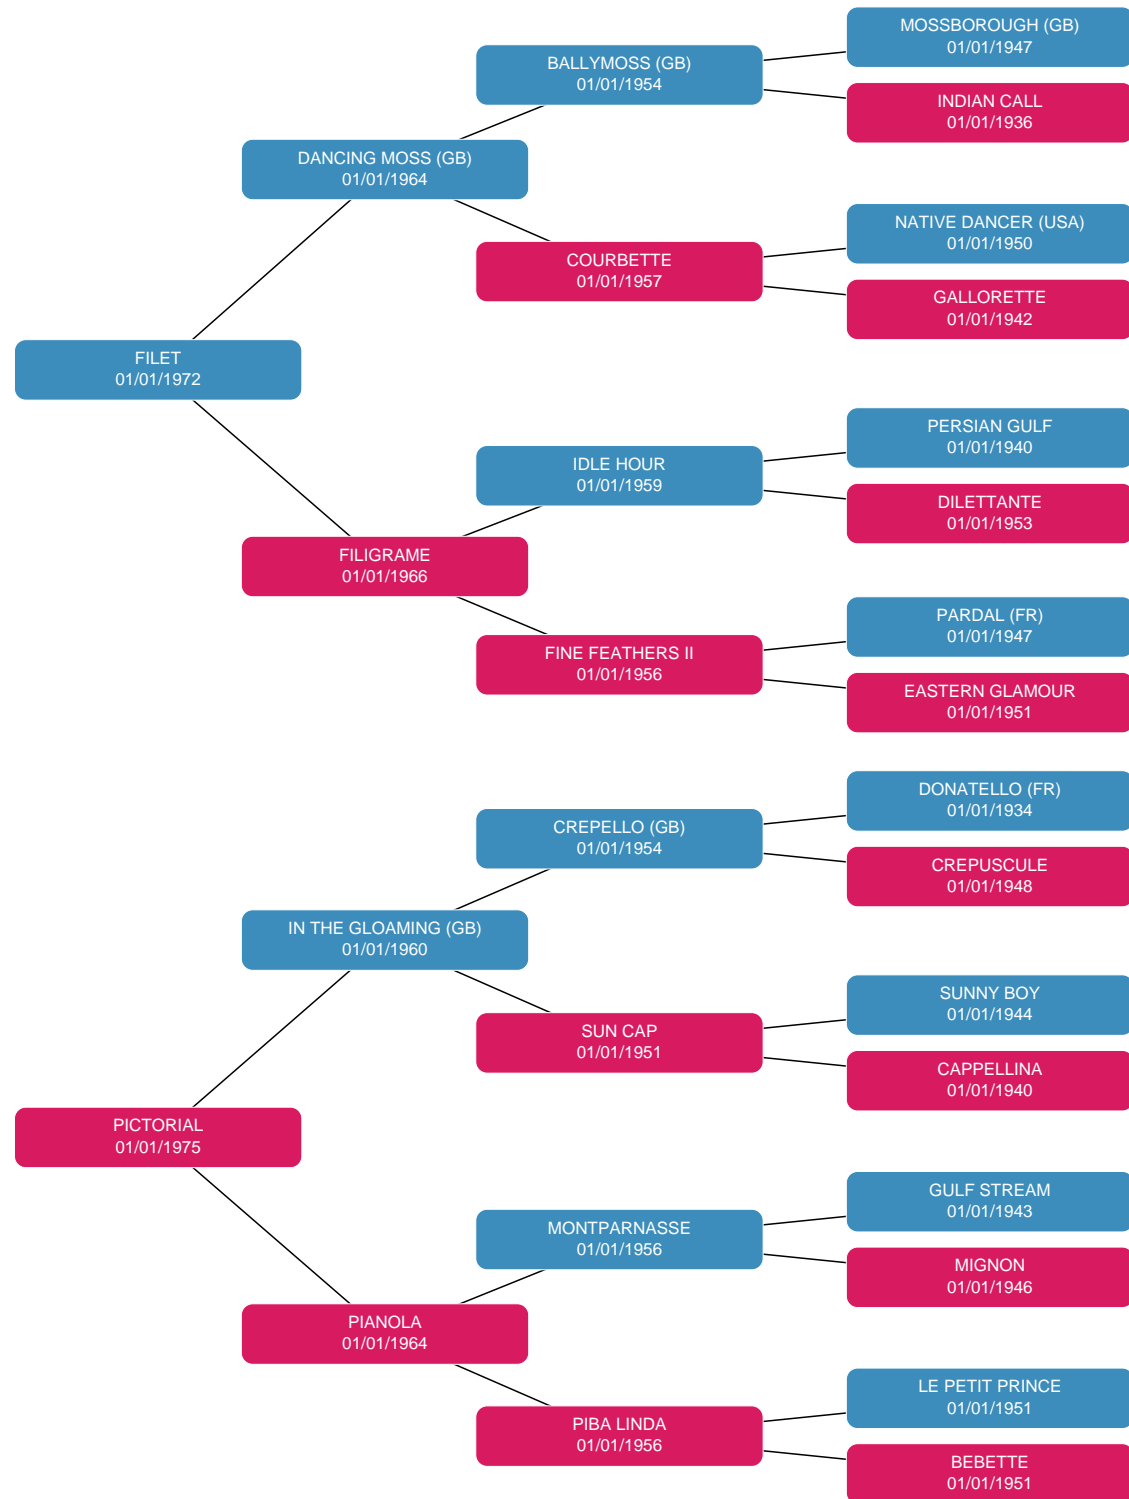 MOSSBOROUGH (GB)
01/01/1947
BALLYMOSS (GB)
01/01/1954
INDIAN CALL
01/01/1936
DANCING MOSS (GB)
01/01/1964
NATIVE DANCER (USA)
01/01/1950
COURBETTE
01/01/1957
GALLORETTE
01/01/1942
FILET
01/01/1972
PERSIAN GULF
01/01/1940
IDLE HOUR
01/01/1959
DILETTANTE
01/01/1953
FILIGRAME
01/01/1966
PARDAL (FR)
01/01/1947
FINE FEATHERS II
01/01/1956
EASTERN GLAMOUR
01/01/1951
DONATELLO (FR)
01/01/1934
CREPELLO (GB)
01/01/1954
CREPUSCULE
01/01/1948
IN THE GLOAMING (GB)
01/01/1960
SUNNY BOY
01/01/1944
SUN CAP
01/01/1951
CAPPELLINA
01/01/1940
PICTORIAL
01/01/1975
GULF STREAM
01/01/1943
MONTPARNASSE
01/01/1956
MIGNON
01/01/1946
PIANOLA
01/01/1964
LE PETIT PRINCE
01/01/1951
PIBA LINDA
01/01/1956
BEBETTE
01/01/1951